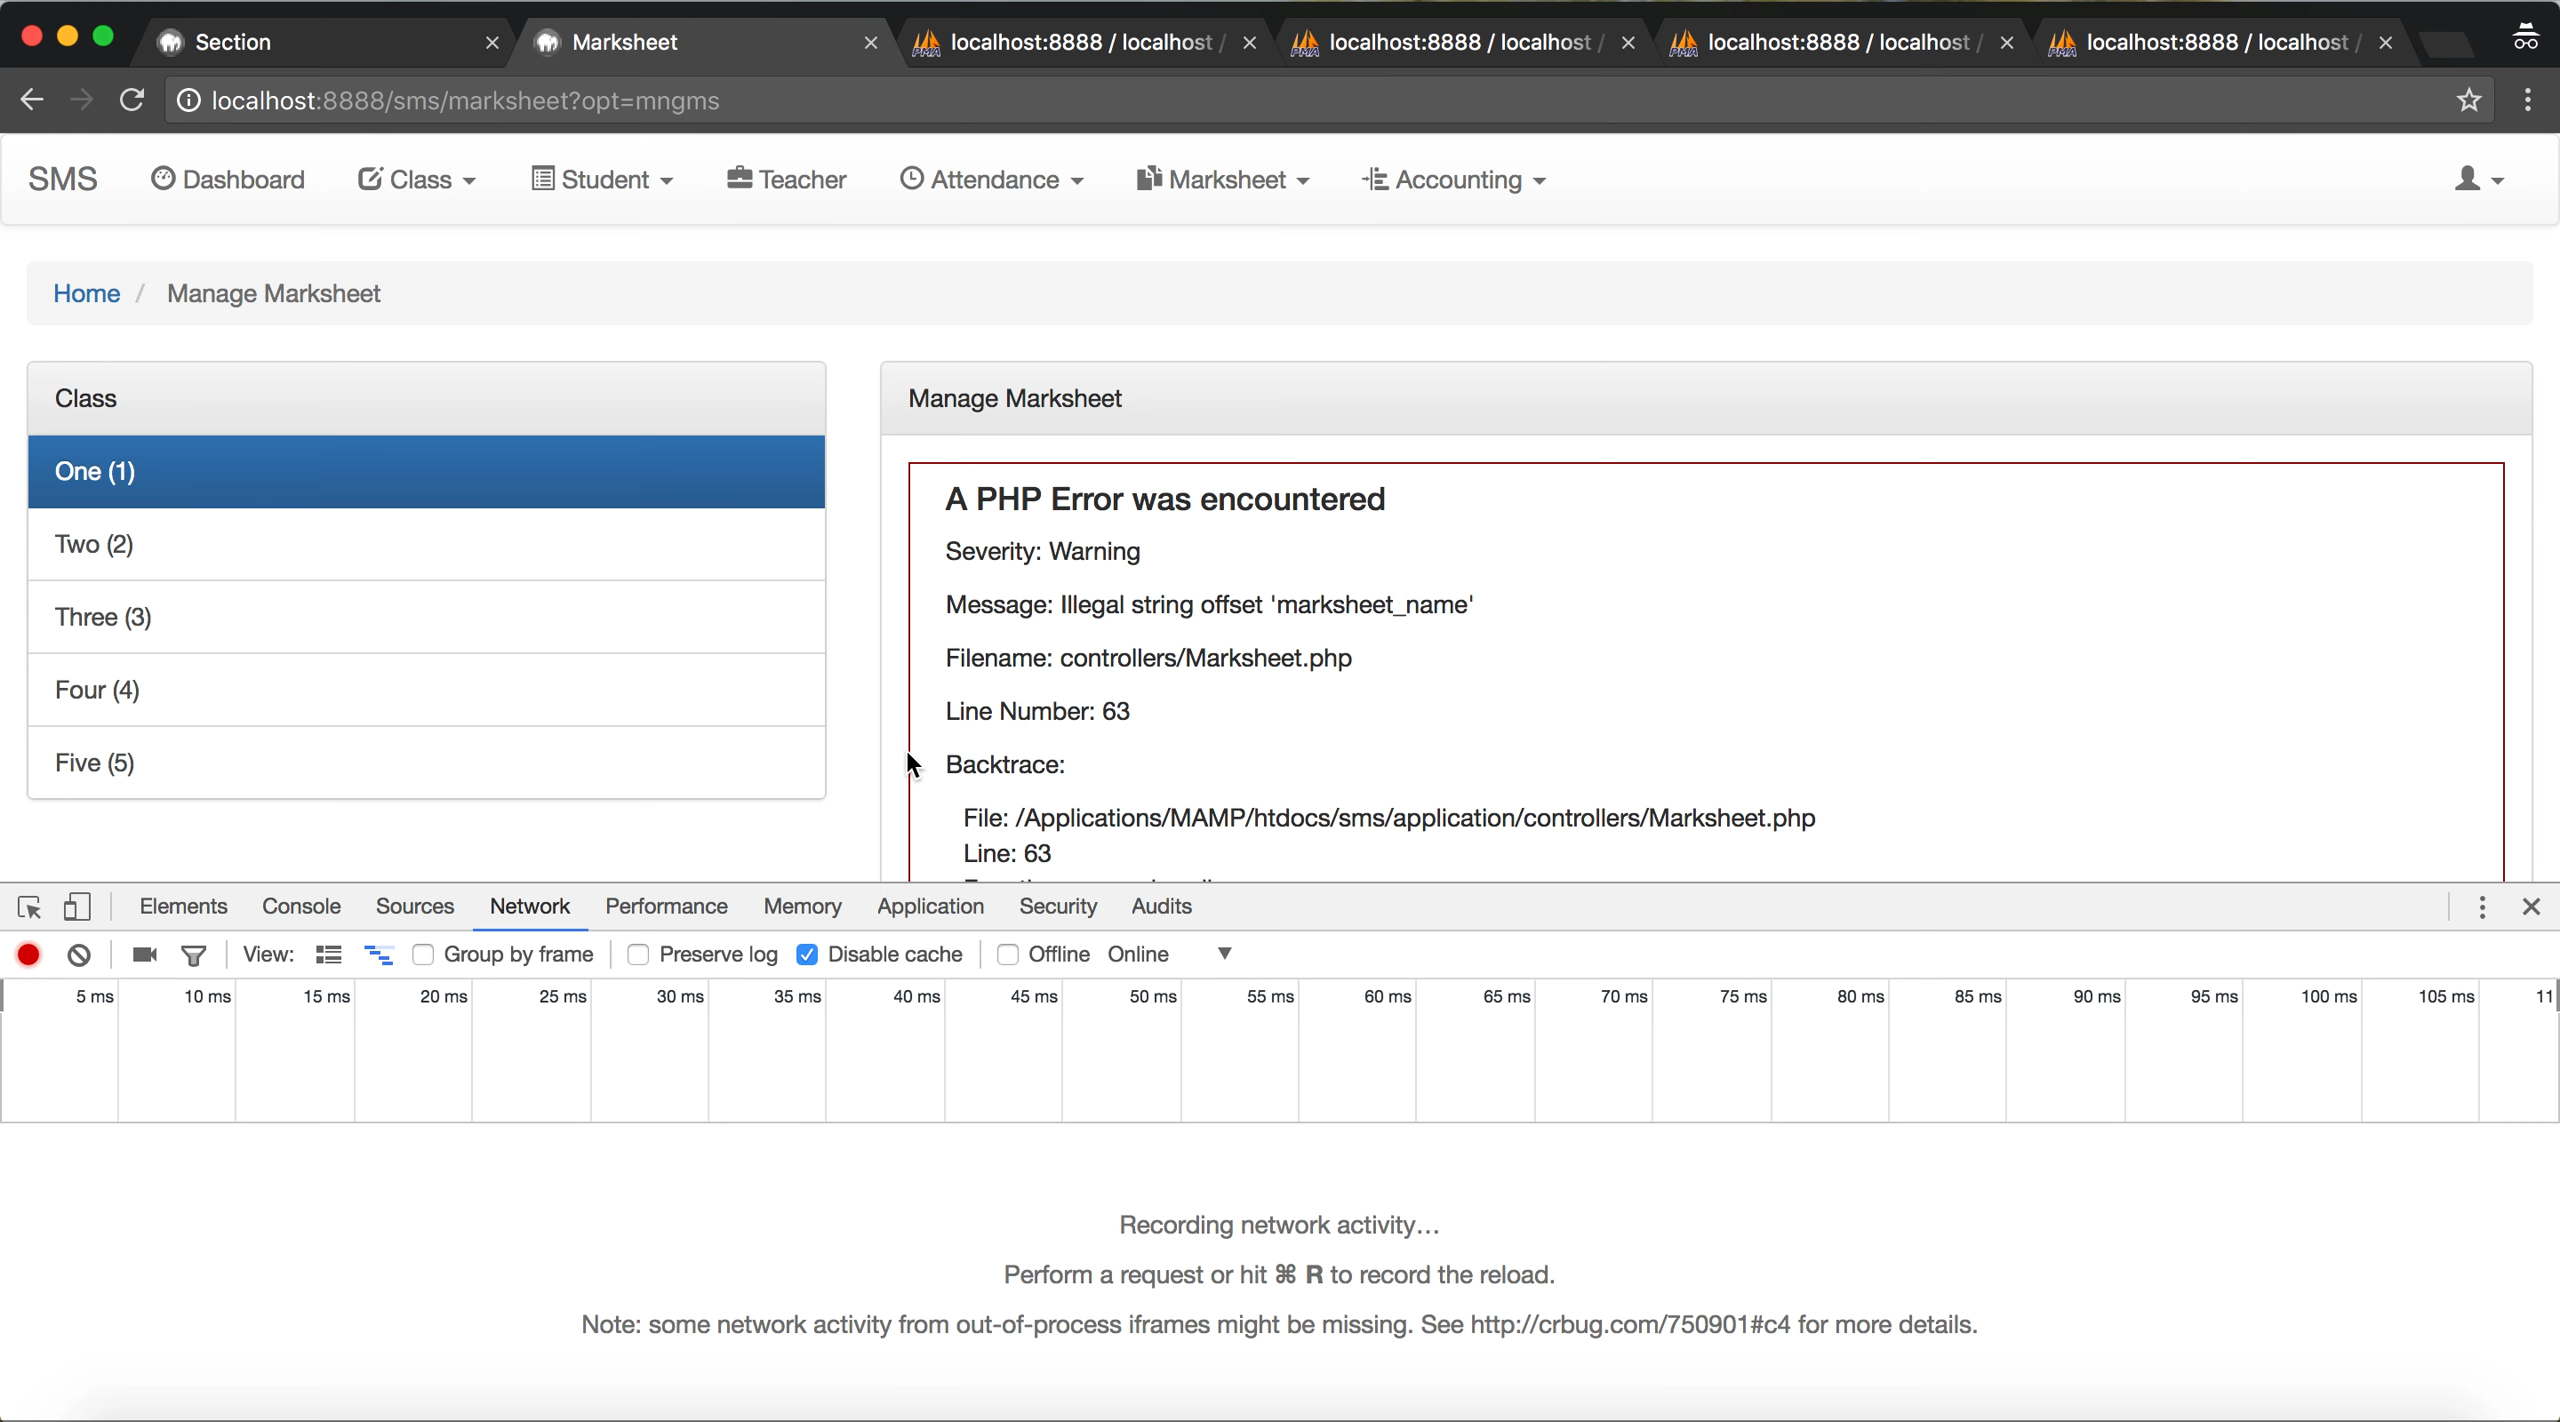 Section
Marksheet
localhost:8888 / localhost /
localhost:8888 / localhost /
localhost:8888 / localhost /
localhost:8888 / localhost /
localhost:8888/sms/marksheet?opt=mngms
SMS Dashboard Class Student Teacher Attendance Marksheet Accounting
Home / Manage Marksheet
Class
One (1)
Two (2)
Three (3)
Four (4)
Five (5)
Manage Marksheet
A PHP Error was encountered
Severity: Warning
Message: Illegal string offset 'marksheet_name'
Filename: controllers/Marksheet.php
Line Number: 63
Backtrace:
File: /Applications/MAMP/htdocs/sms/application/controllers/Marksheet.php
Line: 63
Elements Console Sources Network Performance Memory Application Security Audits
View: Group by frame Preserve log Disable cache Offline Online
5 ms 10 ms 15 ms 20 ms 25 ms 30 ms 35 ms 40 ms 45 ms 50 ms 55 ms 60 ms 65 ms 70 ms 75 ms 80 ms 85 ms 90 ms 95 ms 100 ms 105 ms 11
Recording network activity…
Perform a request or hit ⌘ R to record the reload.
Note: some network activity from out-of-process iframes might be missing. See http://crbug.com/750901#c4 for more details.